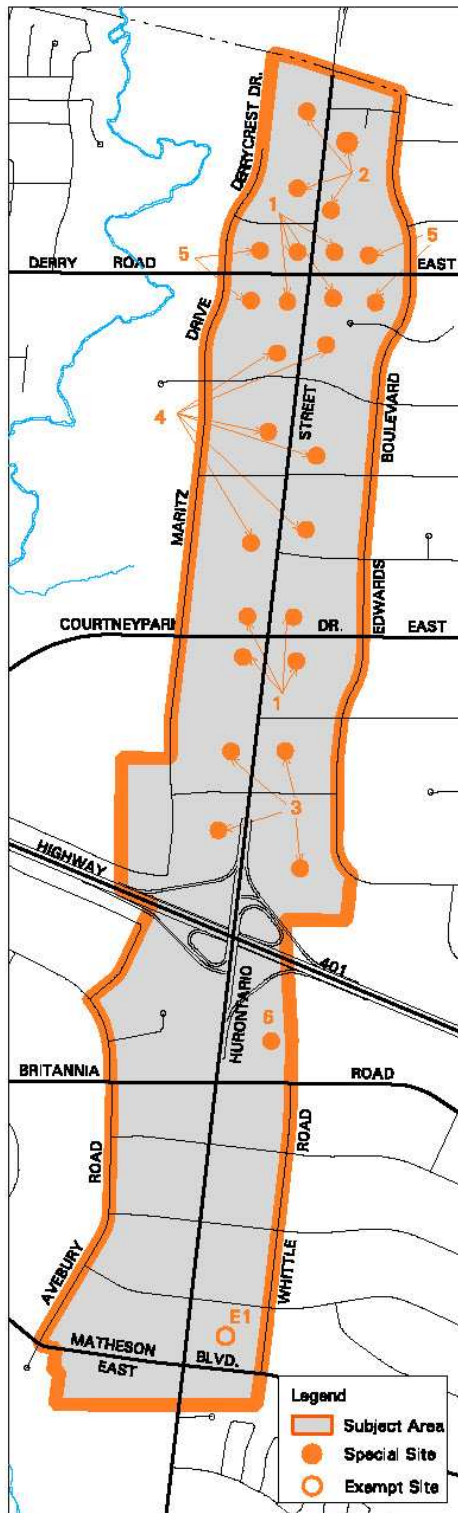 DERRYCREST DR.
2
1
5
5
DERRY ROAD EAST
DRIVE
STREET
BOULEVARD
4
MARITZ
EDWARDS
COURTNEYPARK DR. EAST
1
3
HIGHWAY
401
HURONTARIO
6
BRITANNIA ROAD
ROAD
ROAD
AVEBURY
WHITTLE
E1
MATHESON BLVD.
EAST
Legend
Subject Area
Special Site
Exempt Site